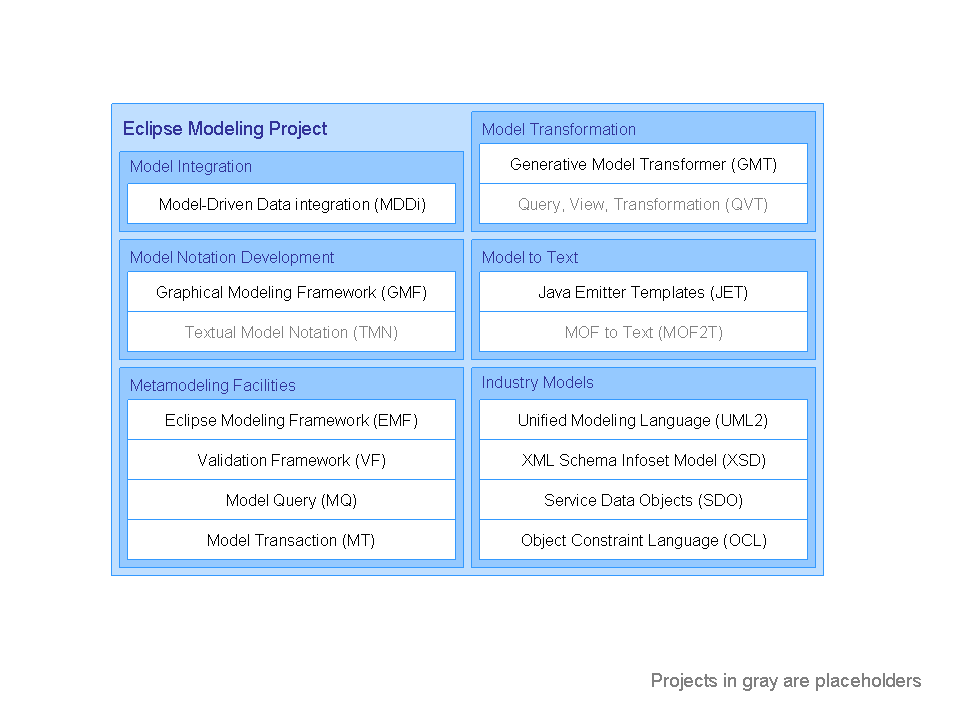 Eclipse Modeling Project
Model Integration
Model-Driven Data integration (MDDi)
Model Transformation
Generative Model Transformer (GMT)
Query, View, Transformation (QVT)
Model Notation Development
Graphical Modeling Framework (GMF)
Textual Model Notation (TMN)
Model to Text
Java Emitter Templates (JET)
MOF to Text (MOF2T)
Metamodeling Facilities
Eclipse Modeling Framework (EMF)
Validation Framework (VF)
Model Query (MQ)
Model Transaction (MT)
Industry Models
Unified Modeling Language (UML2)
XML Schema Infoset Model (XSD)
Service Data Objects (SDO)
Object Constraint Language (OCL)
Projects in gray are placeholders